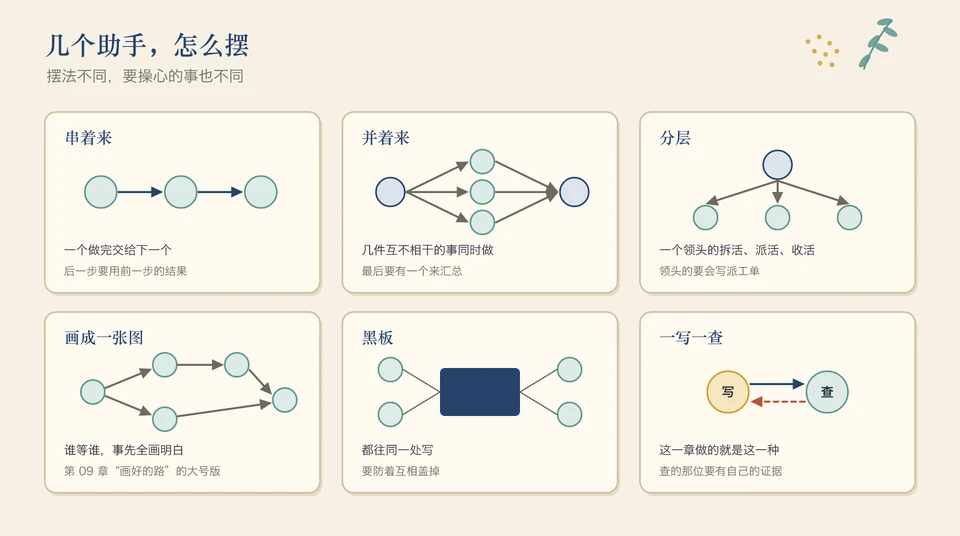 几个助手，怎么摆
摆法不同，要操心的事也不同
串着来
一个做完交给下一个
后一步要用前一步的结果
并着来
几件互不相干的事同时做
最后要有一个来汇总
分层
一个领头的拆活、派活、收活
领头的要会写派工单
画成一张图
谁等谁，事先全画明白
第 09 章“画好的路”的大号版
黑板
都往同一处写
要防着互相盖掉
一写一查
写
查
这一章做的就是这一种
查的那位要有自己的证据